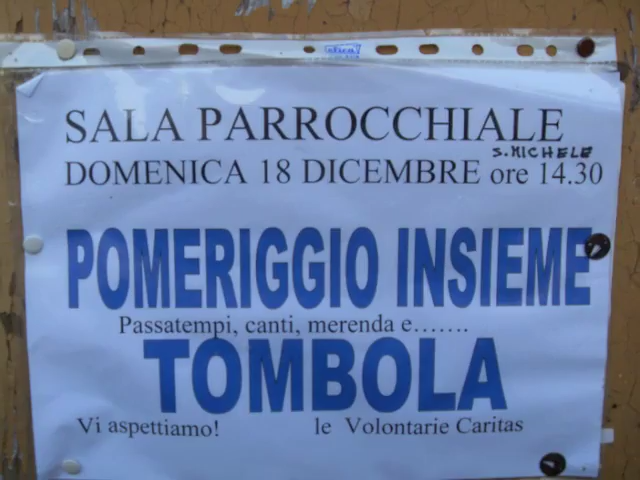 SALA PARROCCHIALE
S. MICHELE
DOMENICA 18 DICEMBRE ore 14.30
POMERIGGIO INSIEME
Passatempi, canti, merenda e…….
TOMBOLA
Vi aspettiamo! le Volontarie Caritas